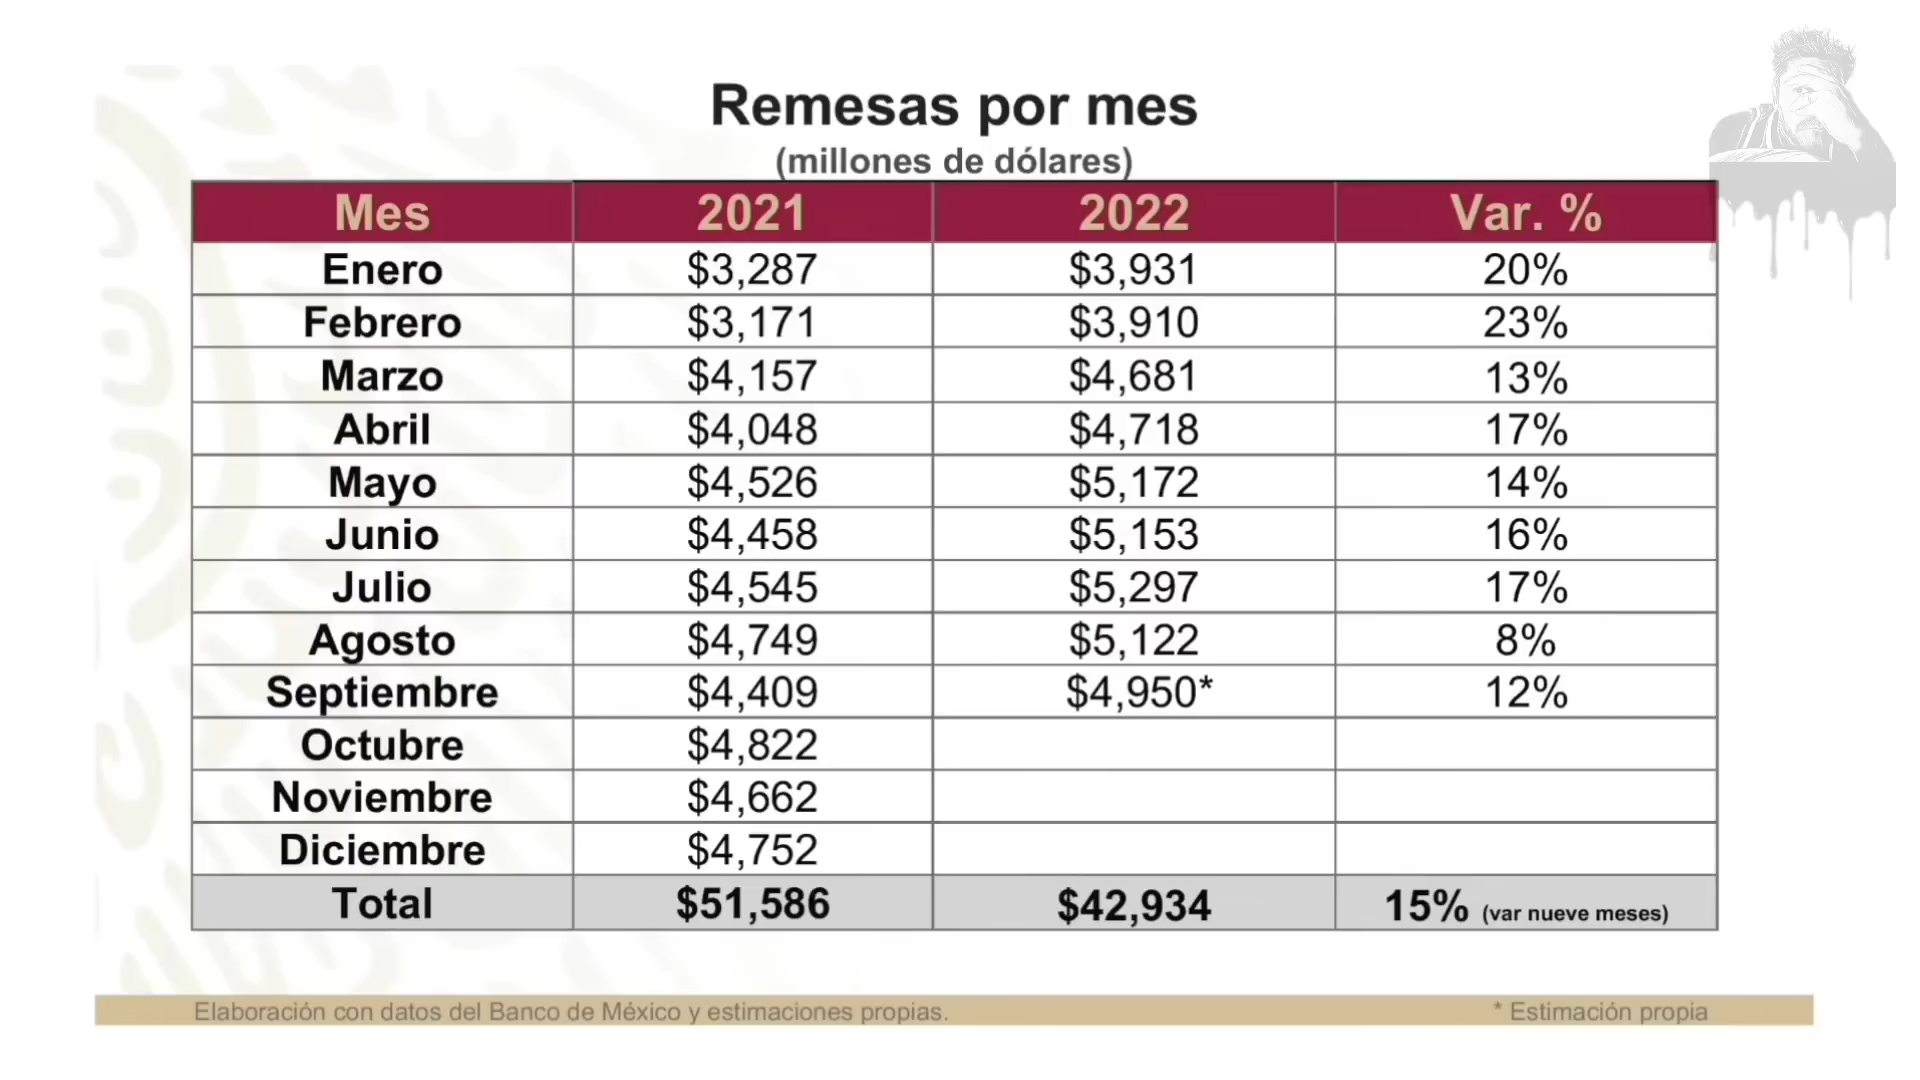 Remesas por mes
(millones de dólares)
Mes 2021 2022 Var. %
Enero $3,287 $3,931 20%
Febrero $3,171 $3,910 23%
Marzo $4,157 $4,681 13%
Abril $4,048 $4,718 17%
Mayo $4,526 $5,172 14%
Junio $4,458 $5,153 16%
Julio $4,545 $5,297 17%
Agosto $4,749 $5,122 8%
Septiembre $4,409 $4,950* 12%
Octubre $4,822
Noviembre $4,662
Diciembre $4,752
Total $51,586 $42,934 15% (var nueve meses)
Elaboración con datos del Banco de México y estimaciones propias. * Estimación propia